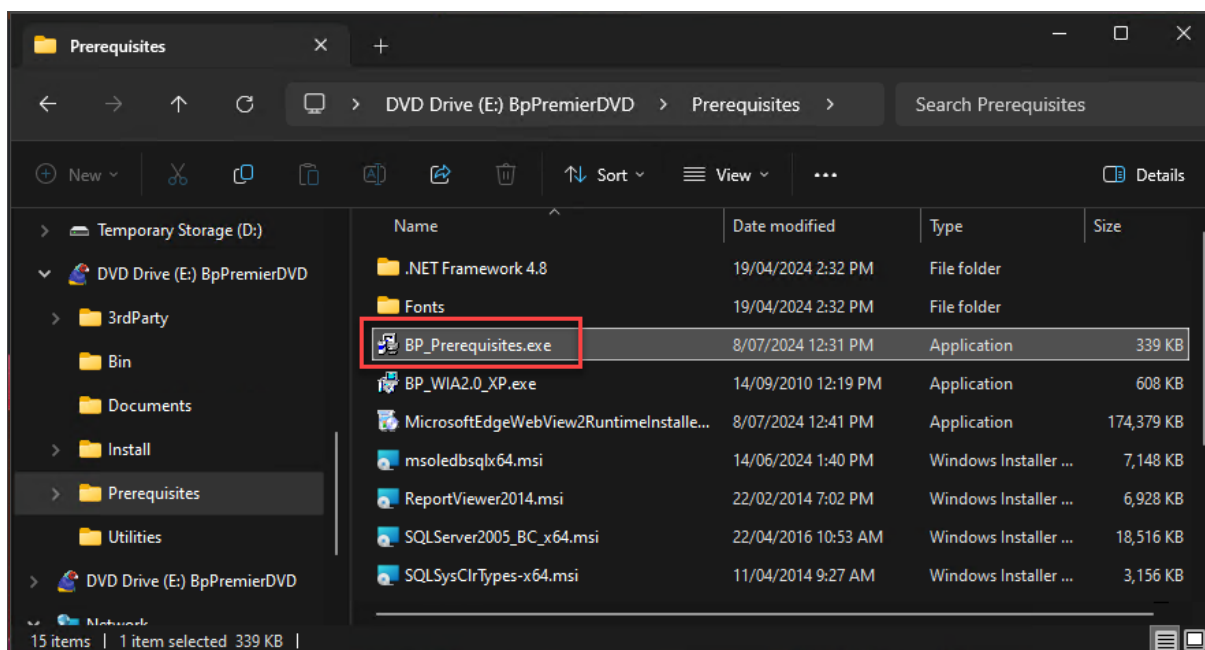 Prerequisites
DVD Drive (E:) BpPremierDVD > Prerequisites > Search Prerequisites
New Sort View ... Details
Temporary Storage (D:)
DVD Drive (E:) BpPremierDVD
3rdParty
Bin
Documents
Install
Prerequisites
Utilities
DVD Drive (E:) BpPremierDVD
Network
Name Date modified Type Size
.NET Framework 4.8 19/04/2024 2:32 PM File folder
Fonts 19/04/2024 2:32 PM File folder
BP_Prerequisites.exe 8/07/2024 12:31 PM Application 339 KB
BP_WIA2.0_XP.exe 14/09/2010 12:19 PM Application 608 KB
MicrosoftEdgeWebView2RuntimeInstalle... 8/07/2024 12:41 PM Application 174,379 KB
msoledbsqlx64.msi 14/06/2024 1:40 PM Windows Installer ... 7,148 KB
ReportViewer2014.msi 22/02/2014 7:02 PM Windows Installer ... 6,928 KB
SQLServer2005_BC_x64.msi 22/04/2016 10:53 AM Windows Installer ... 18,516 KB
SQLSysClrTypes-x64.msi 11/04/2014 9:27 AM Windows Installer ... 3,156 KB
15 items | 1 item selected 339 KB |